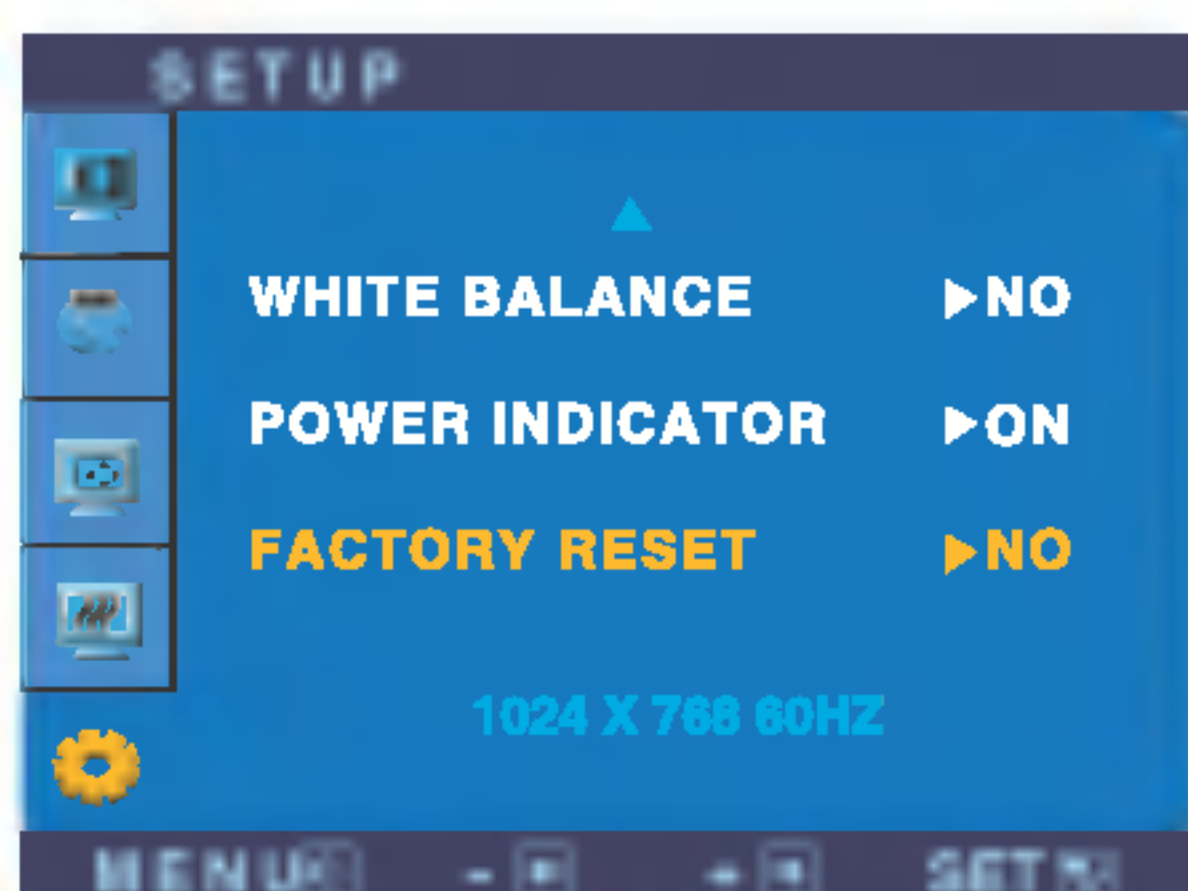 SETUP
WHITE BALANCE ▶NO
POWER INDICATOR ▶ON
FACTORY RESET ▶NO
1024 X 768 60HZ
MENU - + SET